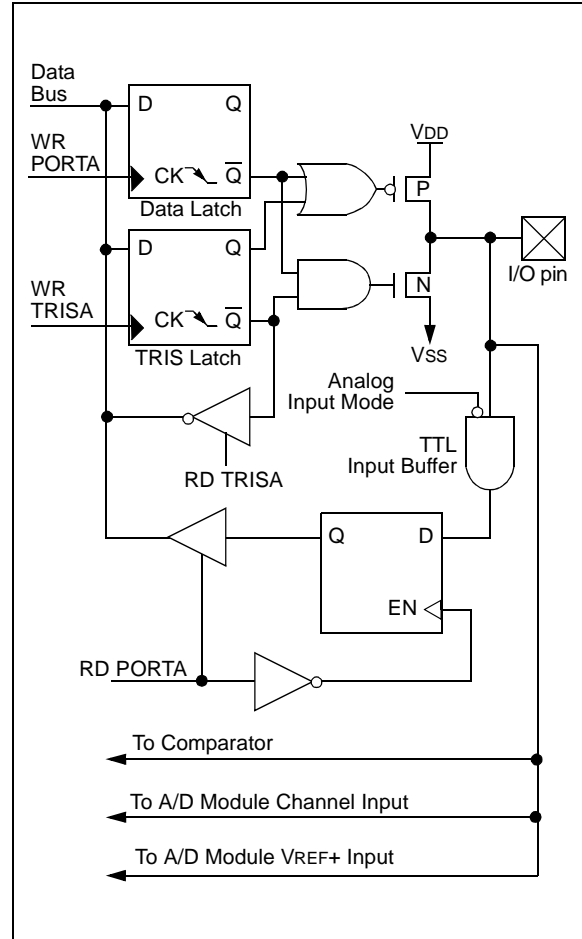 Data
Bus
D Q
WR
PORTA
CK Q
Data Latch
VDD
P
D Q
I/O pin
WR
TRISA
CK Q
N
TRIS Latch
VSS
Analog
Input Mode
TTL
Input Buffer
RD TRISA
Q D
EN
RD PORTA
To Comparator
To A/D Module Channel Input
To A/D Module VREF+ Input